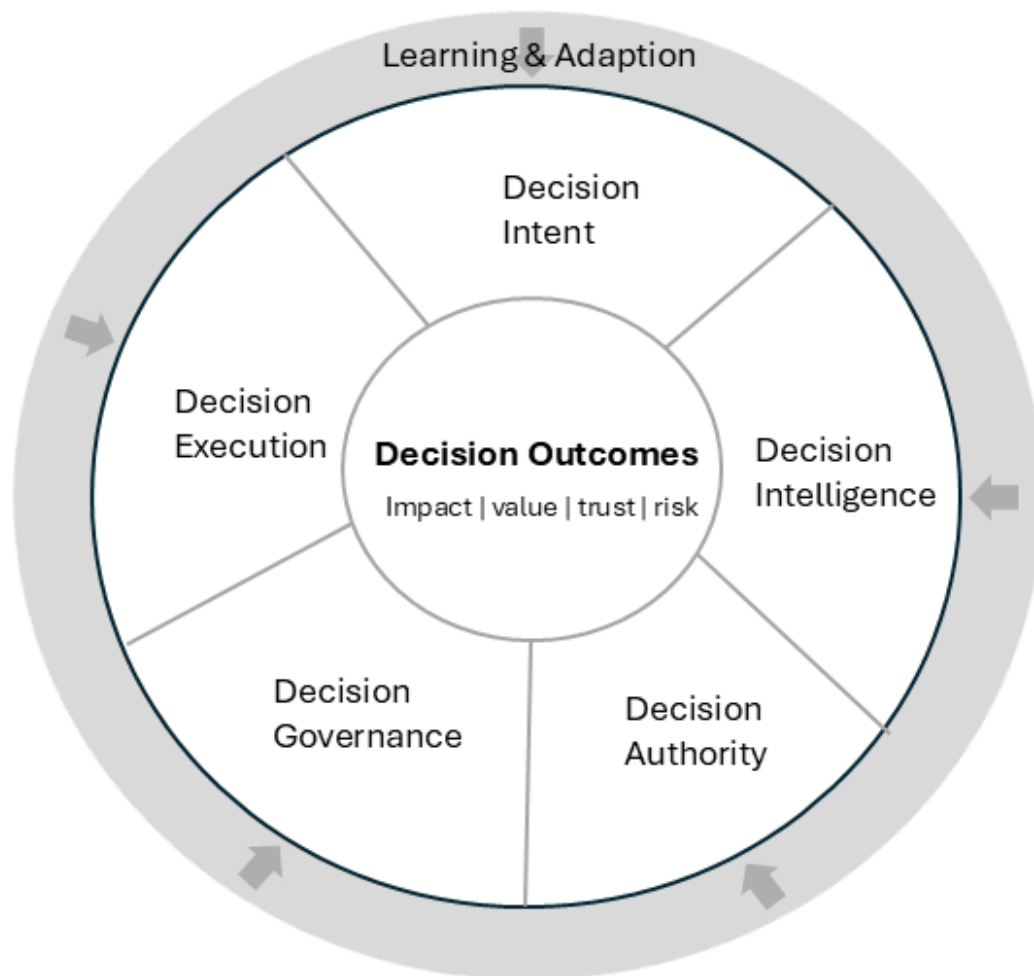 Learning & Adaption
Decision
Intent
Decision
Execution
Decision Outcomes
Impact | value | trust | risk
Decision
Intelligence
Decision
Governance
Decision
Authority